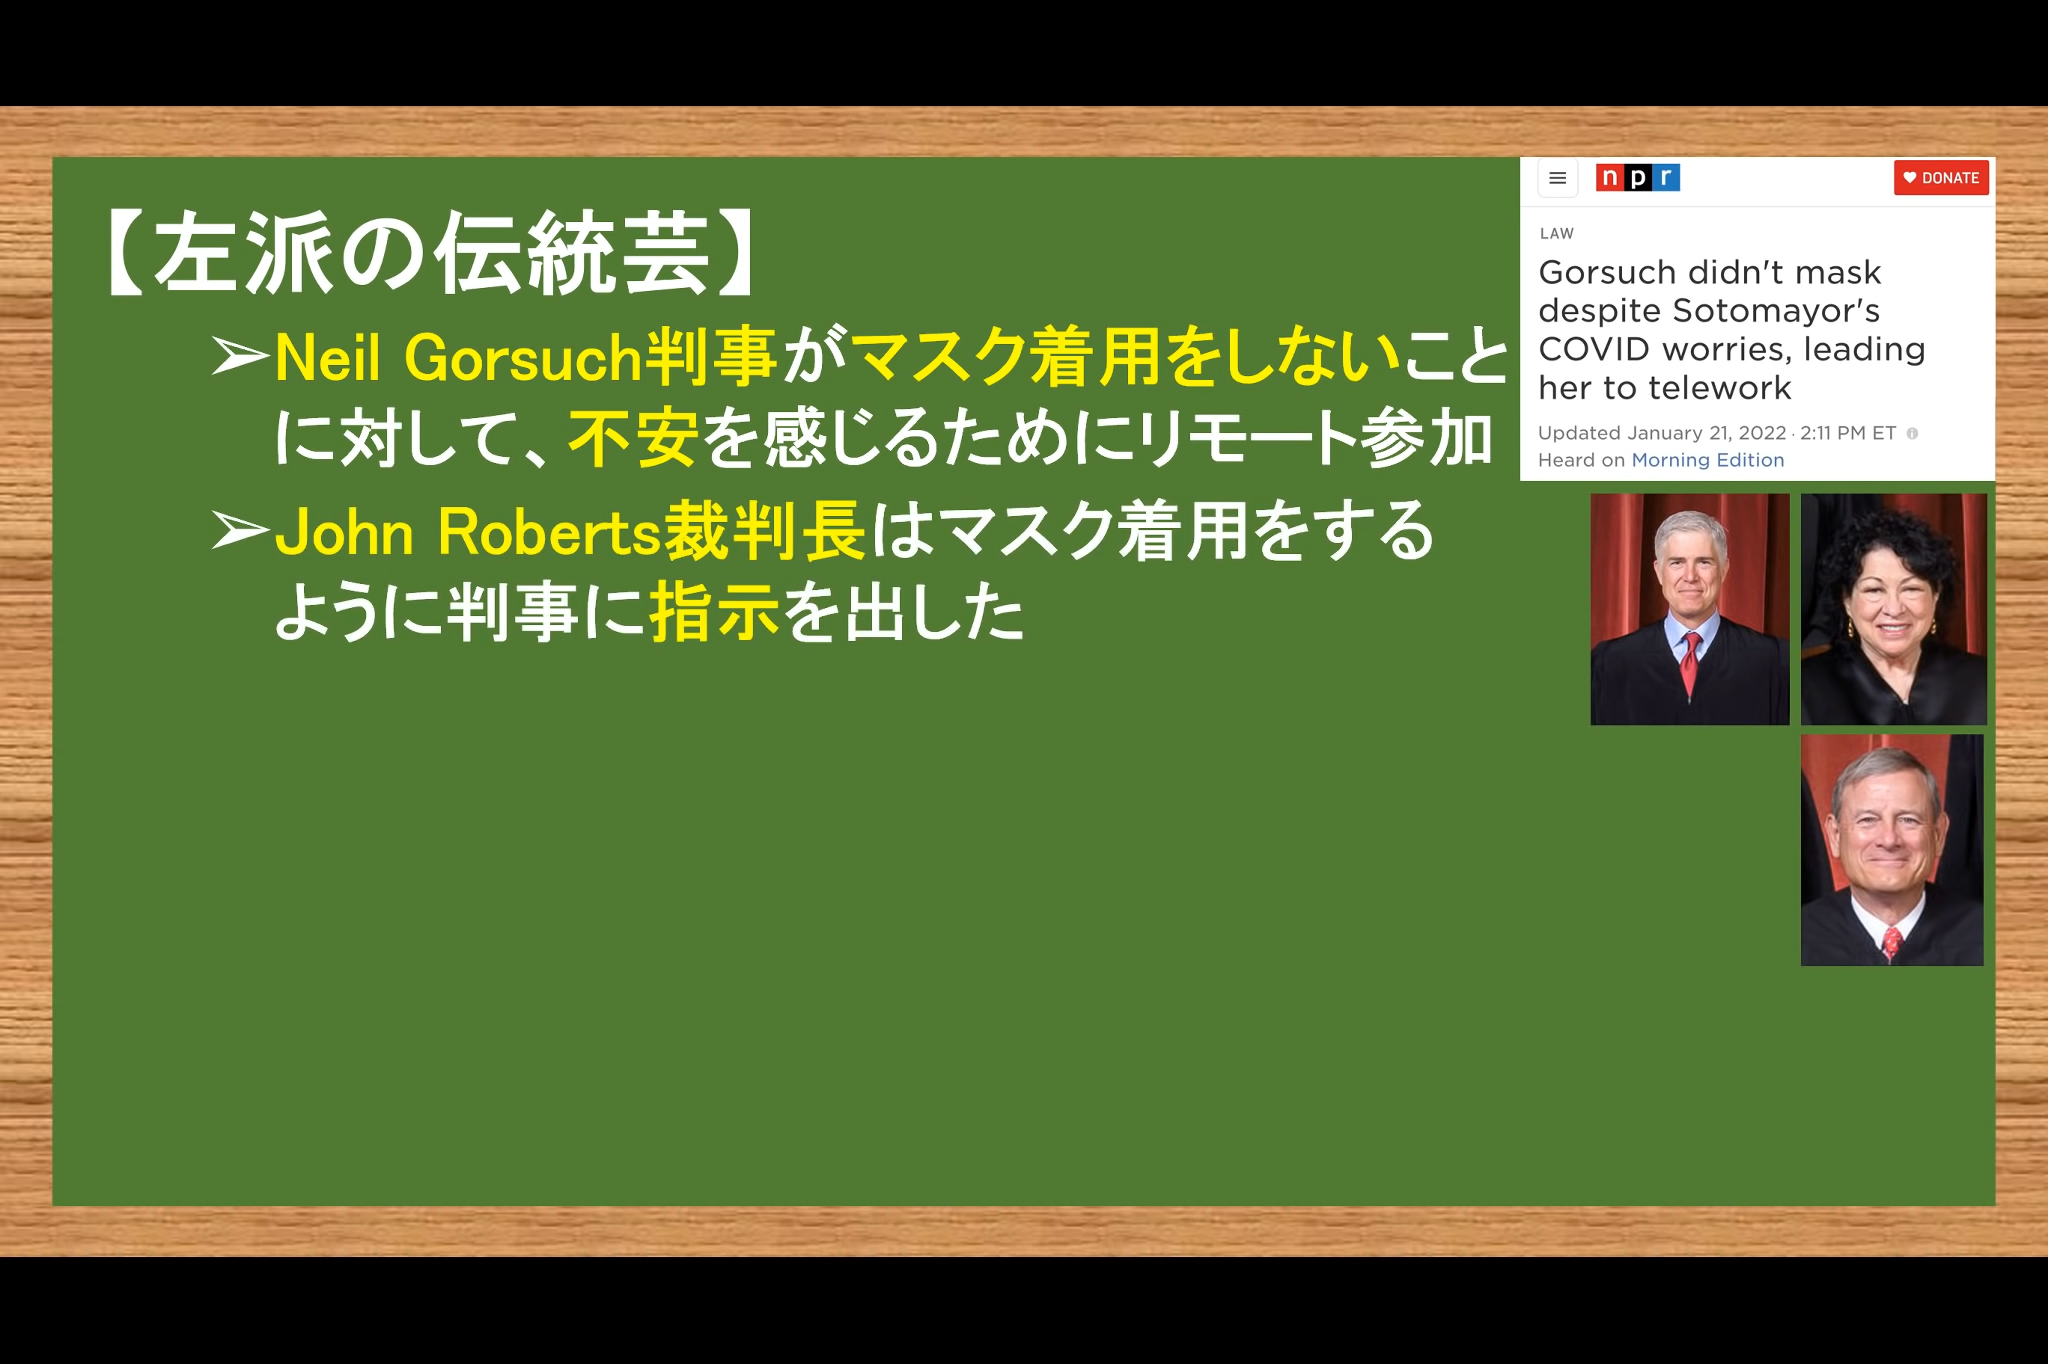 【左派の伝統芸】
➢Neil Gorsuch判事がマスク着用をしないこと
に対して、不安を感じるためにリモート参加
➢John Roberts裁判長はマスク着用をする
ように判事に指示を出した
npr
DONATE
LAW
Gorsuch didn't mask
despite Sotomayor's
COVID worries, leading
her to telework
Updated January 21, 2022 · 2:11 PM ET
Heard on Morning Edition